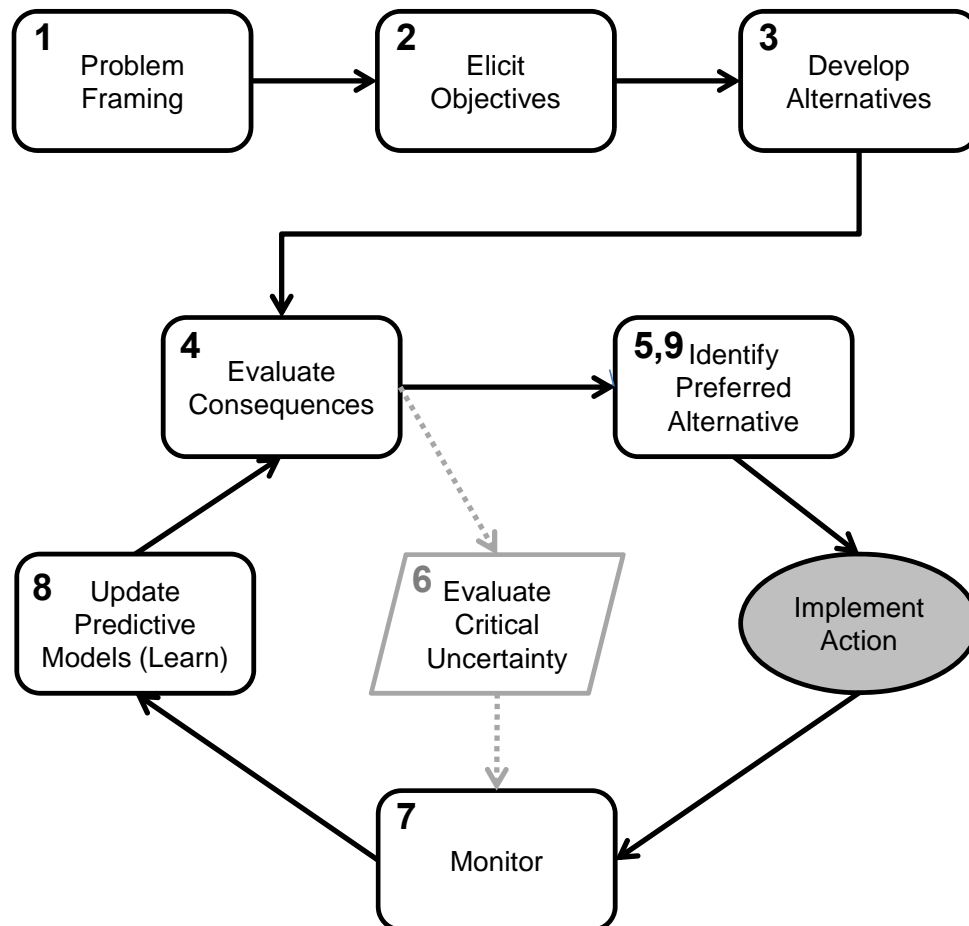 1
Problem
Framing
2
Elicit
Objectives
3
Develop
Alternatives
4
Evaluate
Consequences
5,9
Identify
Preferred
Alternative
8
Update
Predictive
Models (Learn)
6
Evaluate
Critical
Uncertainty
Implement
Action
7
Monitor